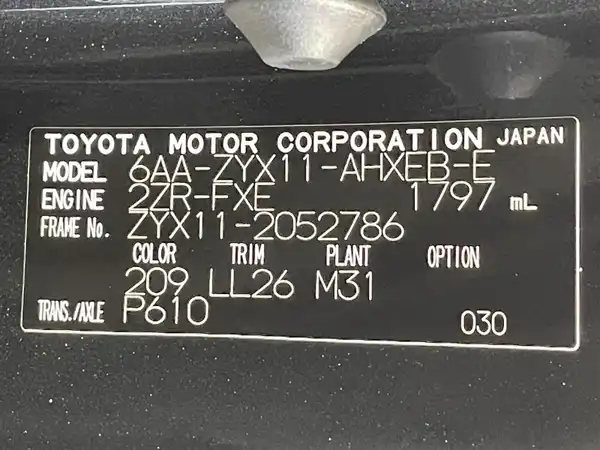 TOYOTA MOTOR CORPORATION JAPAN
MODEL 6AA-ZYX11-AHXEB-E
ENGINE 2ZR-FXE 1797 mL
FRAME No. ZYX11-2052786
COLOR TRIM PLANT OPTION
209 LL26 M31
TRANS./AXLE P610 030